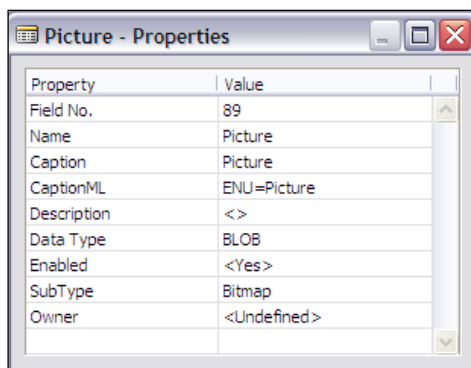 Picture - Properties
Property Value
Field No. 89
Name Picture
Caption Picture
CaptionML ENU=Picture
Description <>
Data Type BLOB
Enabled <Yes>
SubType Bitmap
Owner <Undefined>